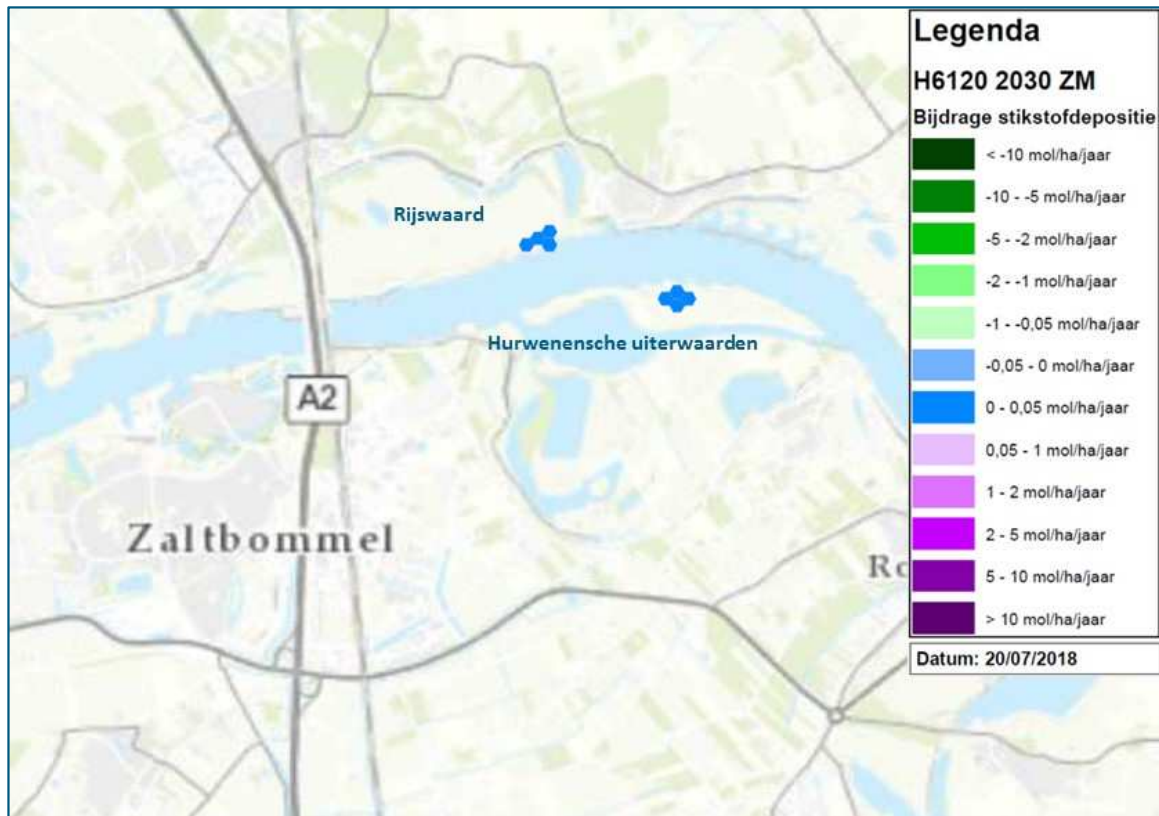 Legenda
H6120 2030 ZM
Bijdrage stikstofdepositie
< -10 mol/ha/jaar
-10 - -5 mol/ha/jaar
-5 - -2 mol/ha/jaar
-2 - -1 mol/ha/jaar
-1 - -0,05 mol/ha/jaar
-0,05 - 0 mol/ha/jaar
0 - 0,05 mol/ha/jaar
0,05 - 1 mol/ha/jaar
1 - 2 mol/ha/jaar
2 - 5 mol/ha/jaar
5 - 10 mol/ha/jaar
> 10 mol/ha/jaar
Datum: 20/07/2018
Rijswaard
Hurwenensche uiterwaarden
A2
Zaltbommel
Ro